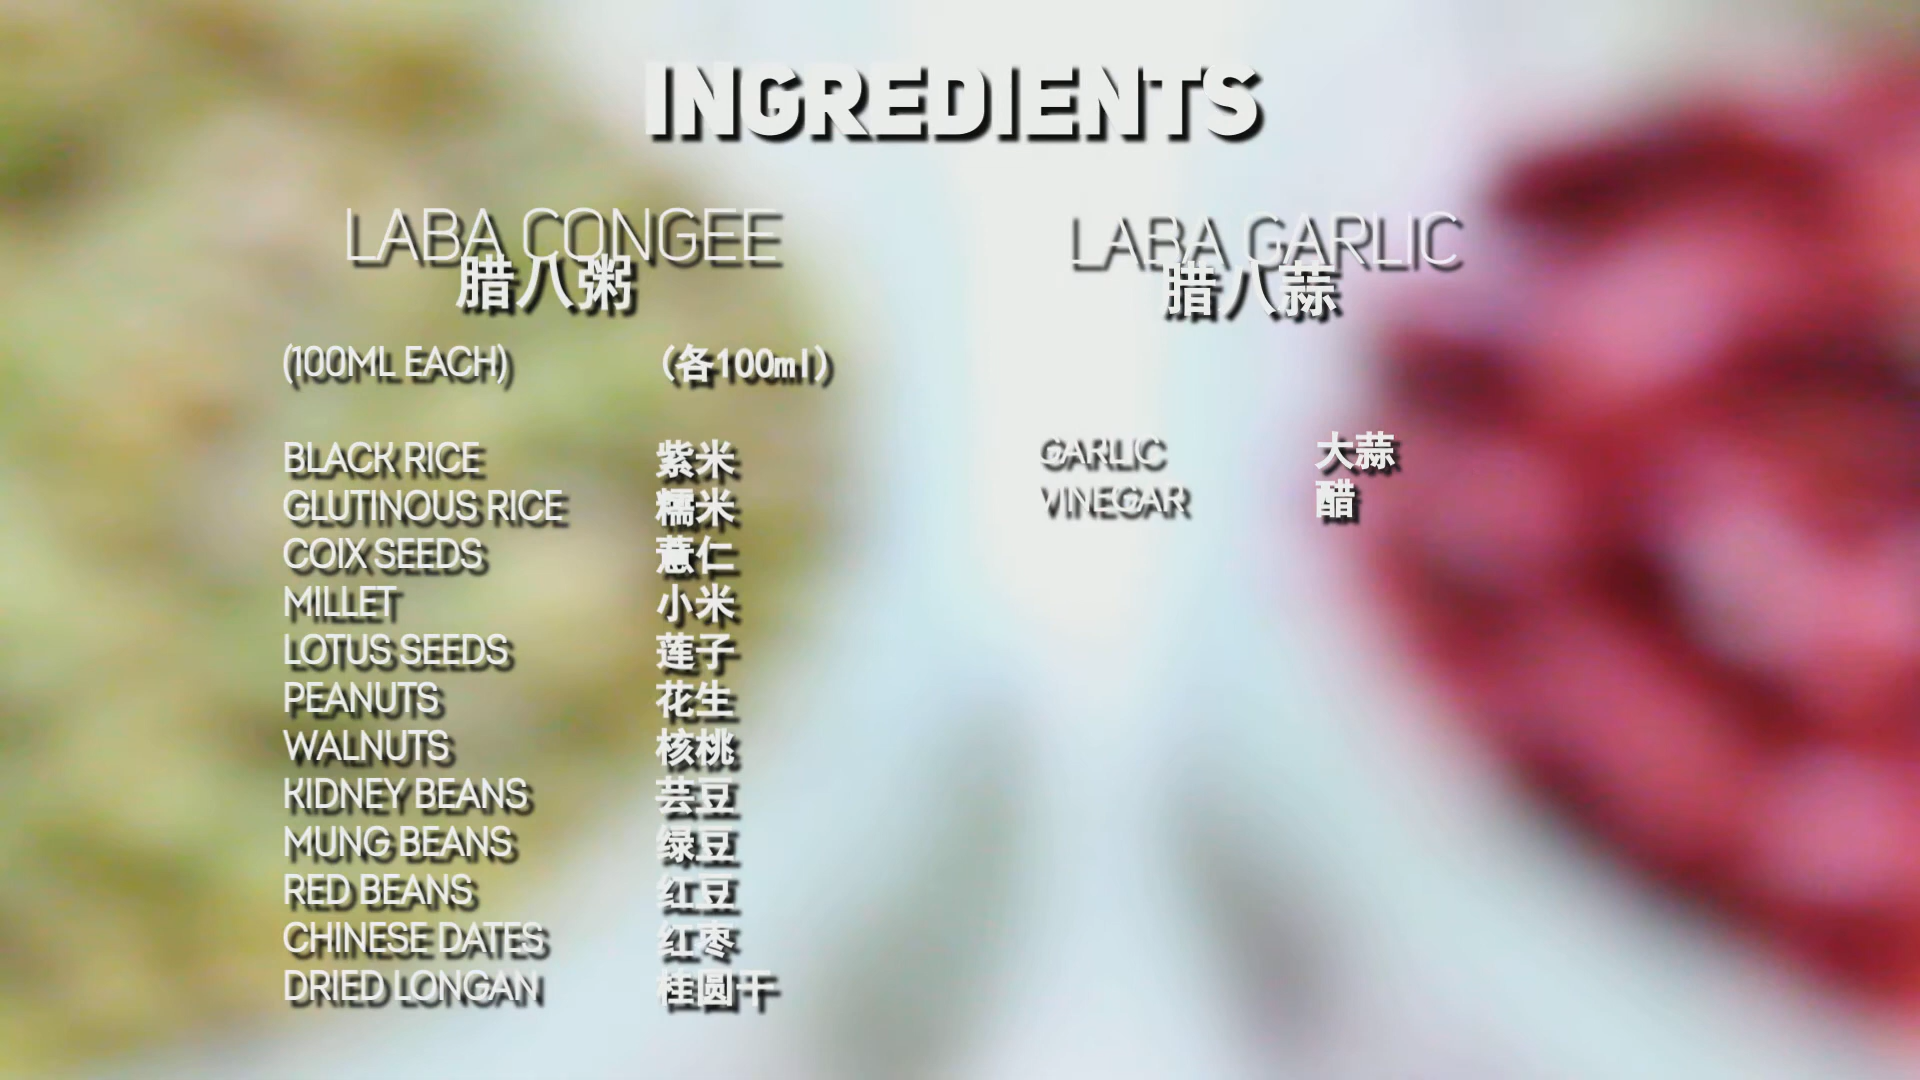 INGREDIENTS
LABA CONGEE
腊八粥
(100ML EACH) (各100ml)
BLACK RICE 紫米
GLUTINOUS RICE 糯米
COIX SEEDS 薏仁
MILLET 小米
LOTUS SEEDS 莲子
PEANUTS 花生
WALNUTS 核桃
KIDNEY BEANS 芸豆
MUNG BEANS 绿豆
RED BEANS 红豆
CHINESE DATES 红枣
DRIED LONGAN 桂圆干
LABA GARLIC
腊八蒜
GARLIC 大蒜
VINEGAR 醋